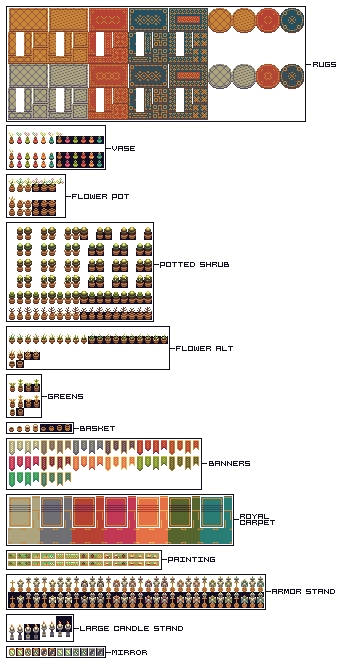 RUGS
VASE
FLOWER POT
POTTED SHRUB
FLOWER ALT
GREENS
BASKET
BANNERS
ROYAL
CARPET
PAINTING
ARMOR STAND
LARGE CANDLE STAND
MIRROR